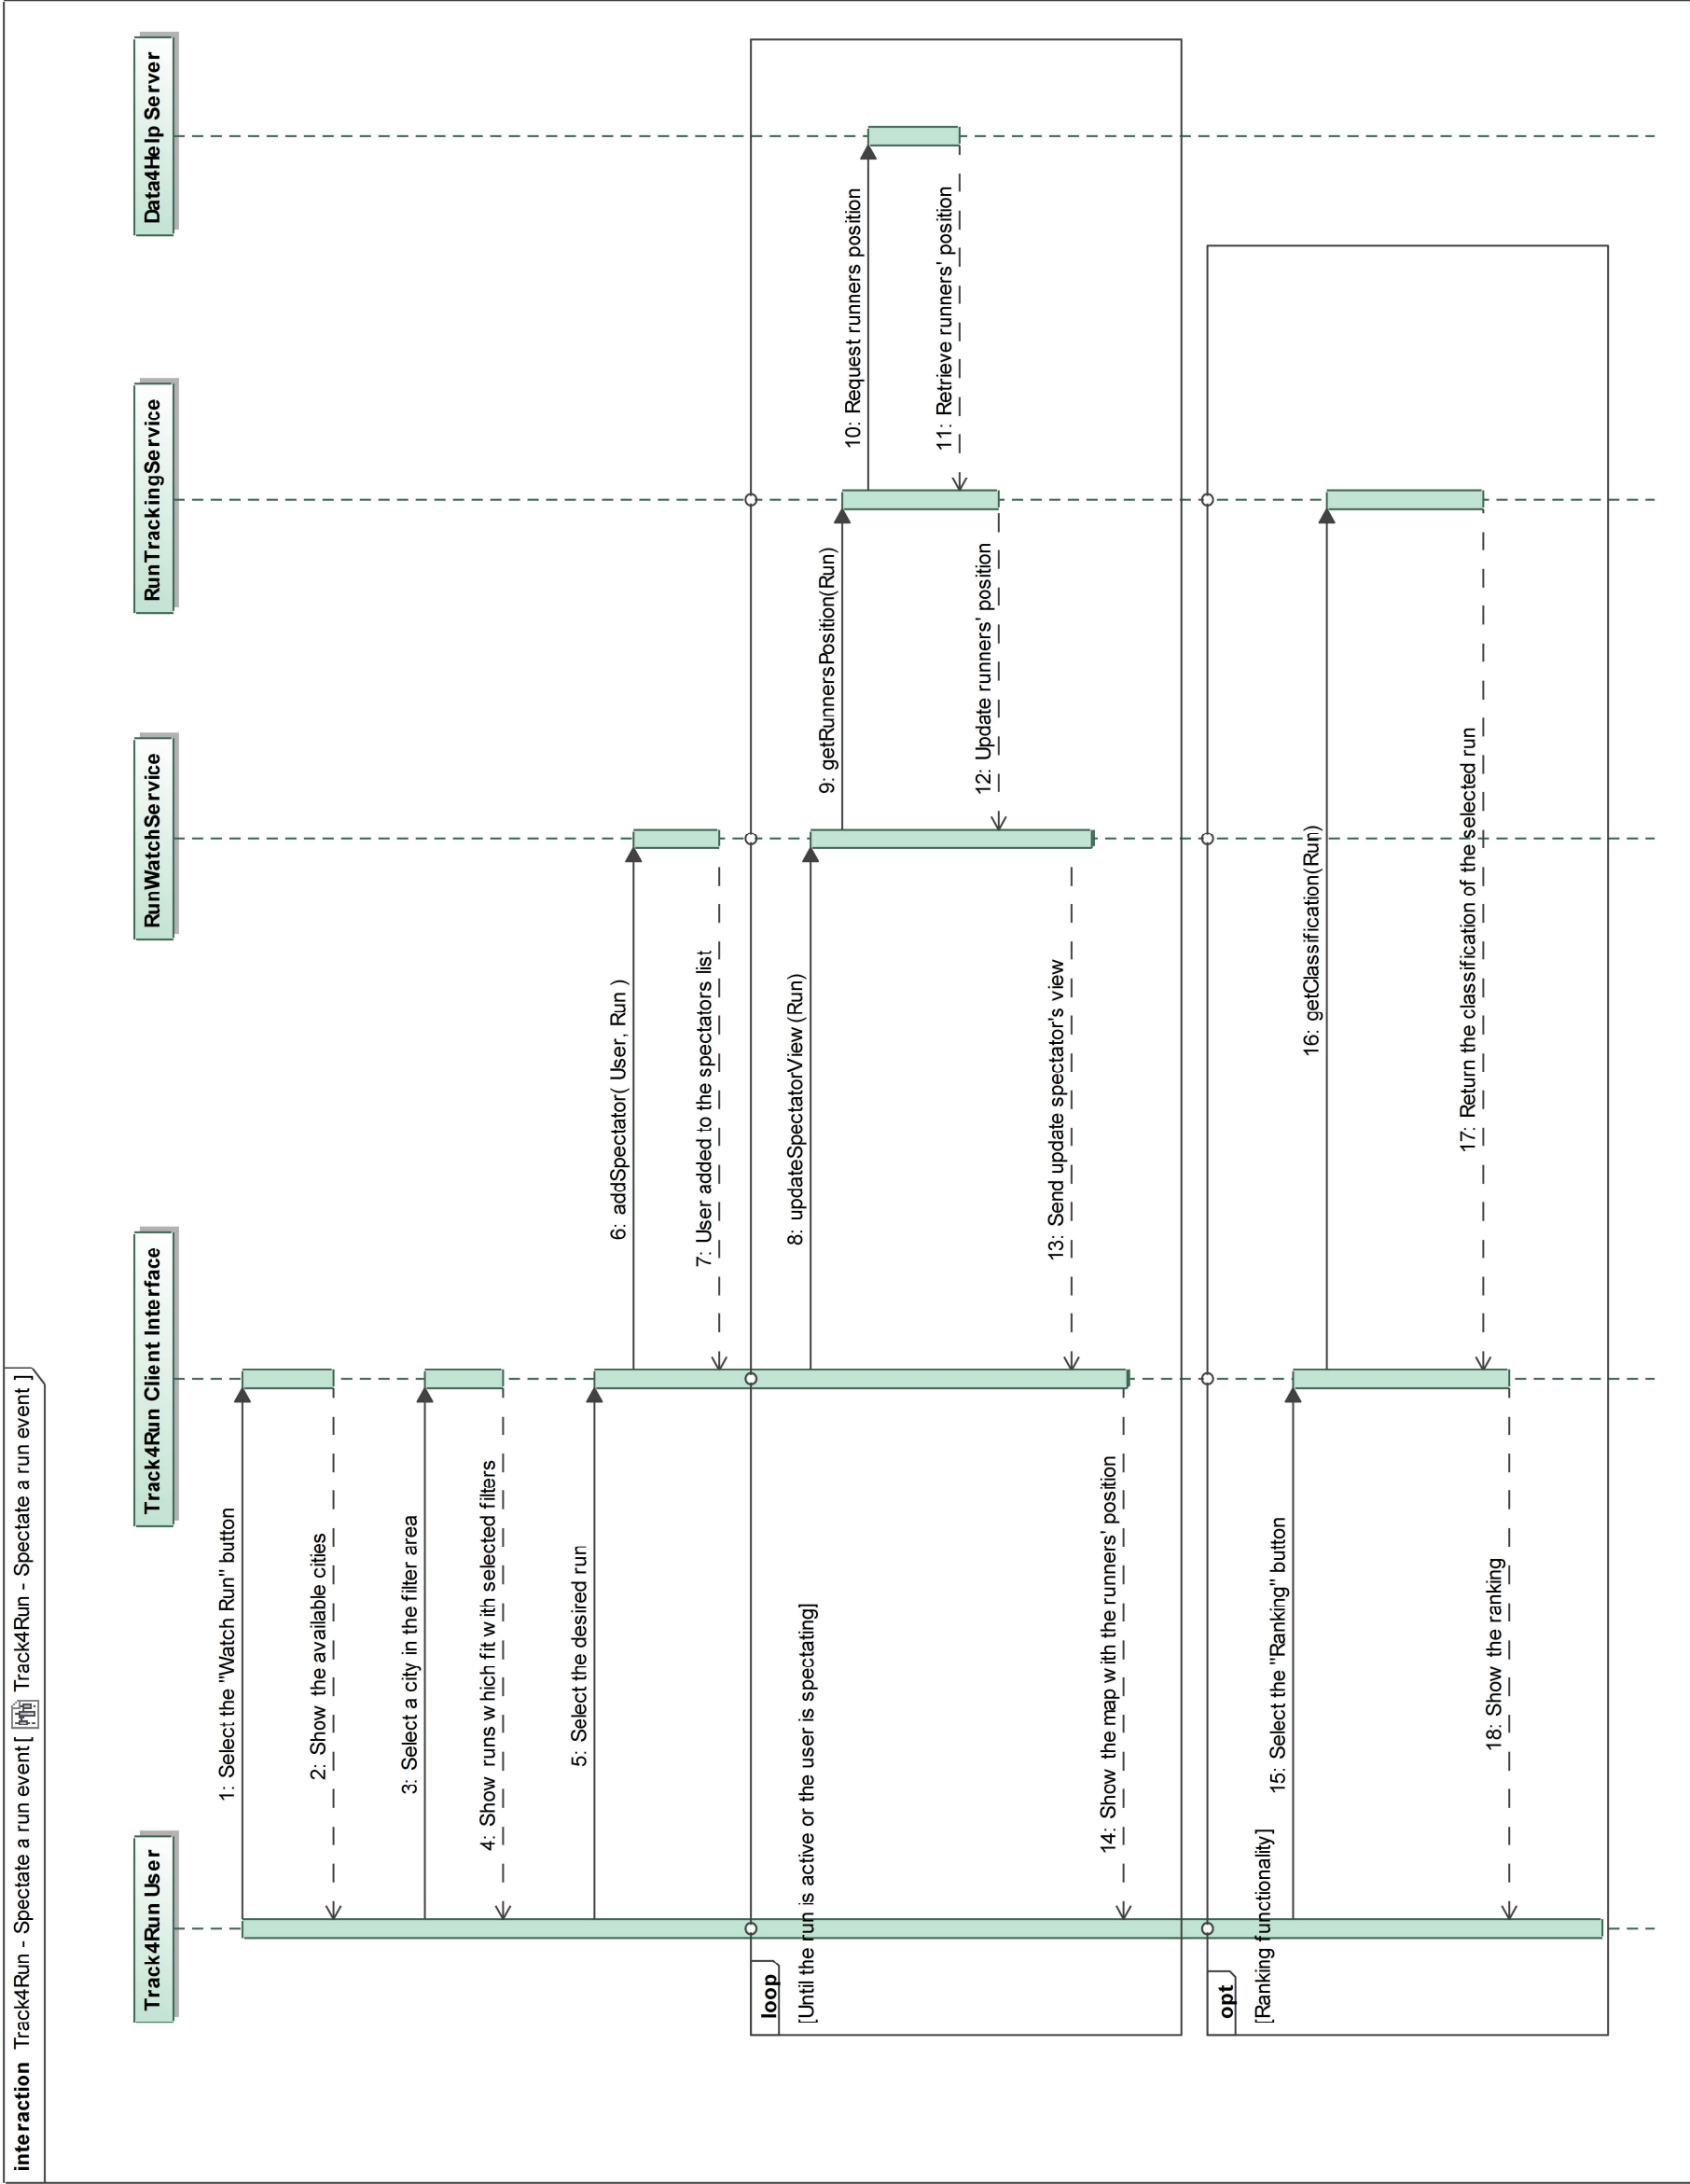 interaction Track4Run - Spectate a run event[ Track4Run - Spectate a run event ]
Track4Run User
Track4Run Client Interface
RunWatchService
RunTrackingService
Data4Help Server
1: Select the "Watch Run" button
2: Show the available cities
3: Select a city in the filter area
4: Show runs which fit with selected filters
5: Select the desired run
6: addSpectator( User, Run )
7: User added to the spectators list
loop
[Until the run is active or the user is spectating]
8: updateSpectatorView(Run)
9: getRunnersPosition(Run)
10: Request runners position
11: Retrieve runners' position
12: Update runners' position
13: Send update spectator's view
14: Show the map with the runners' position
opt
[Ranking functionality]
15: Select the "Ranking" button
16: getClassification(Run)
17: Return the classification of the selected run
18: Show the ranking